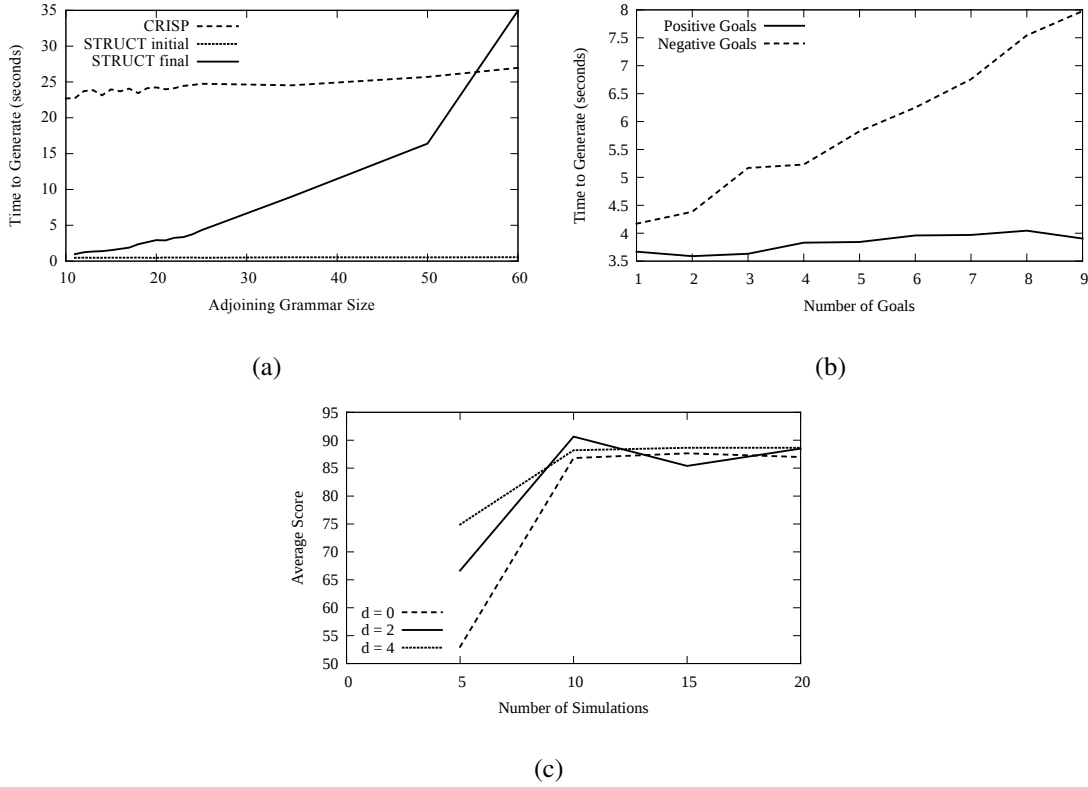 35
30
25
20
15
10
5
0
10
20
30
40
50
60
Time to Generate (seconds)
Adjoining Grammar Size
CRISP
STRUCT initial
STRUCT final
(a)
8
7.5
7
6.5
6
5.5
5
4.5
4
3.5
1
2
3
4
5
6
7
8
9
Time to Generate (seconds)
Number of Goals
Positive Goals
Negative Goals
(b)
95
90
85
80
75
70
65
60
55
50
0
5
10
15
20
Average Score
Number of Simulations
d = 0
d = 2
d = 4
(c)